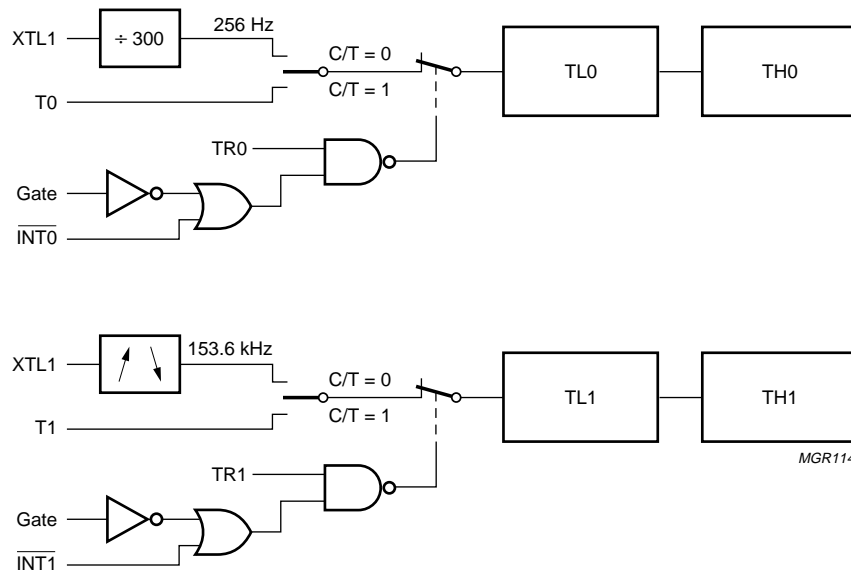 XTL1 ÷ 300 256 Hz
C/T = 0
TL0 TH0
C/T = 1
T0
TR0
Gate
INT0
XTL1 153.6 kHz
C/T = 0
TL1 TH1
C/T = 1
T1
MGR114
TR1
Gate
INT1